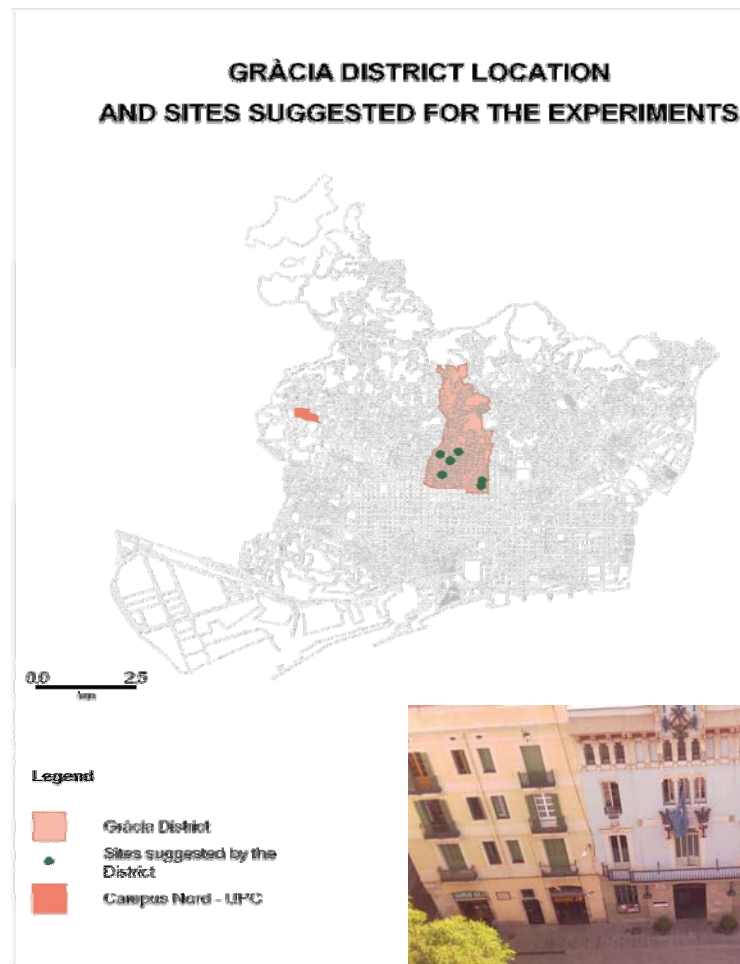 GRÀCIA DISTRICT LOCATION
AND SITES SUGGESTED FOR THE EXPERIMENTS
0.0 2.5
km
Legend
Gràcia District
Sites suggested by the
District
Campus Nord - UPC